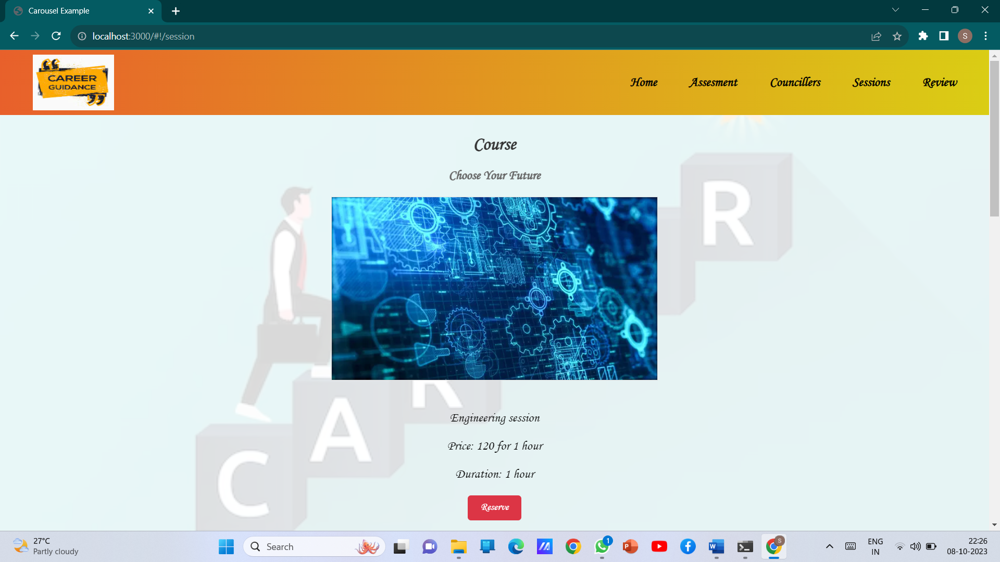 Carousel Example
localhost:3000/#!/session
S
CAREER
GUIDANCE
Home
Assesment
Councillers
Sessions
Review
Course
Choose Your Future
R
R
A
C
Engineering session
Price: 120 for 1 hour
Duration: 1 hour
Reserve
27°C
Partly cloudy
Search
1
S
ENG
IN
22:26
08-10-2023